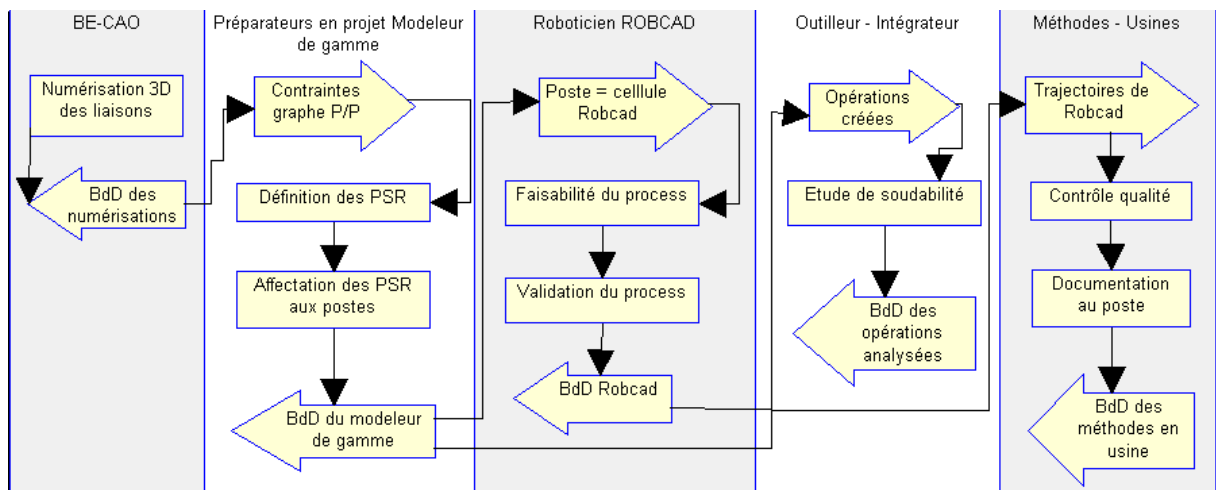 BE-CAO
Numérisation 3D
des liaisons
BdD des
numérisations
Préparateurs en projet Modeleur
de gamme
Contraintes
graphe P/P
Définition des PSR
Affectation des PSR
aux postes
BdD du modeleur
de gamme
Roboticien ROBCAD
Poste = celllule
Robcad
Faisabilité du process
Validation du process
BdD Robcad
Outilleur - Intégrateur
Opérations
créées
Etude de soudabilité
BdD des
opérations
analysées
Méthodes - Usines
Trajectoires de
Robcad
Contrôle qualité
Documentation
au poste
BdD des
méthodes en
usine